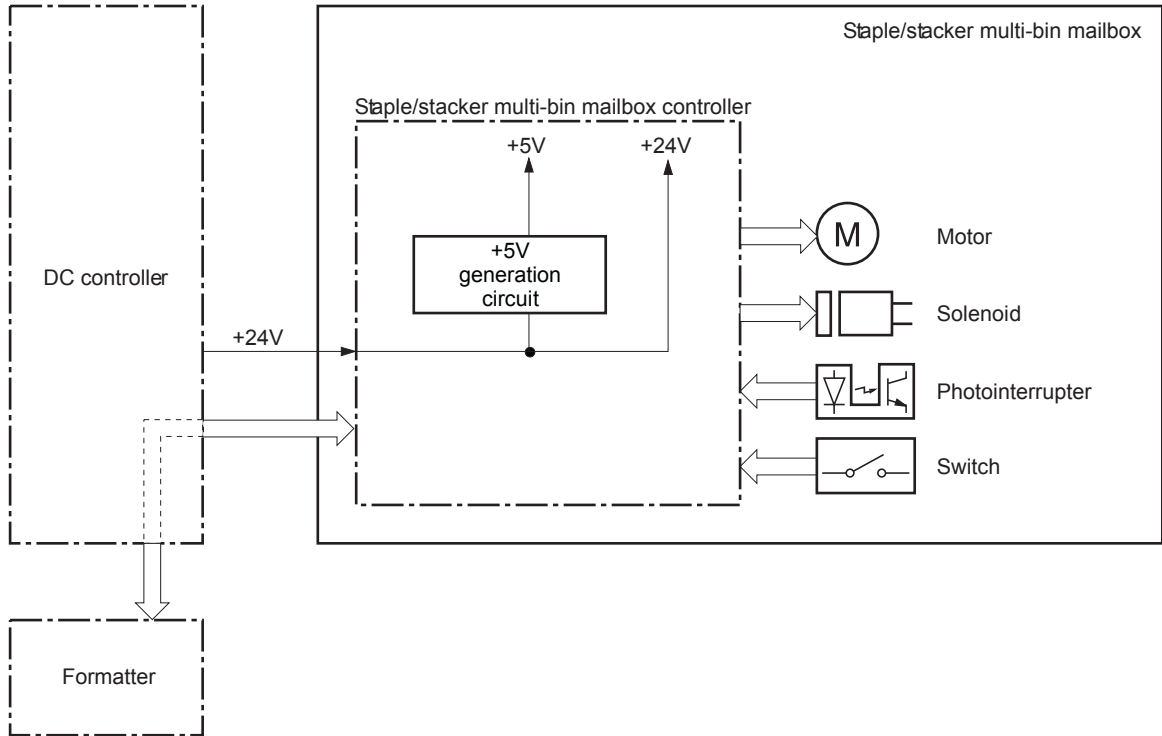 Staple/stacker multi-bin mailbox
Staple/stacker multi-bin mailbox controller
+5V
+24V
+5V
generation
circuit
DC controller
+24V
M
Motor
Solenoid
Photointerrupter
Switch
Formatter